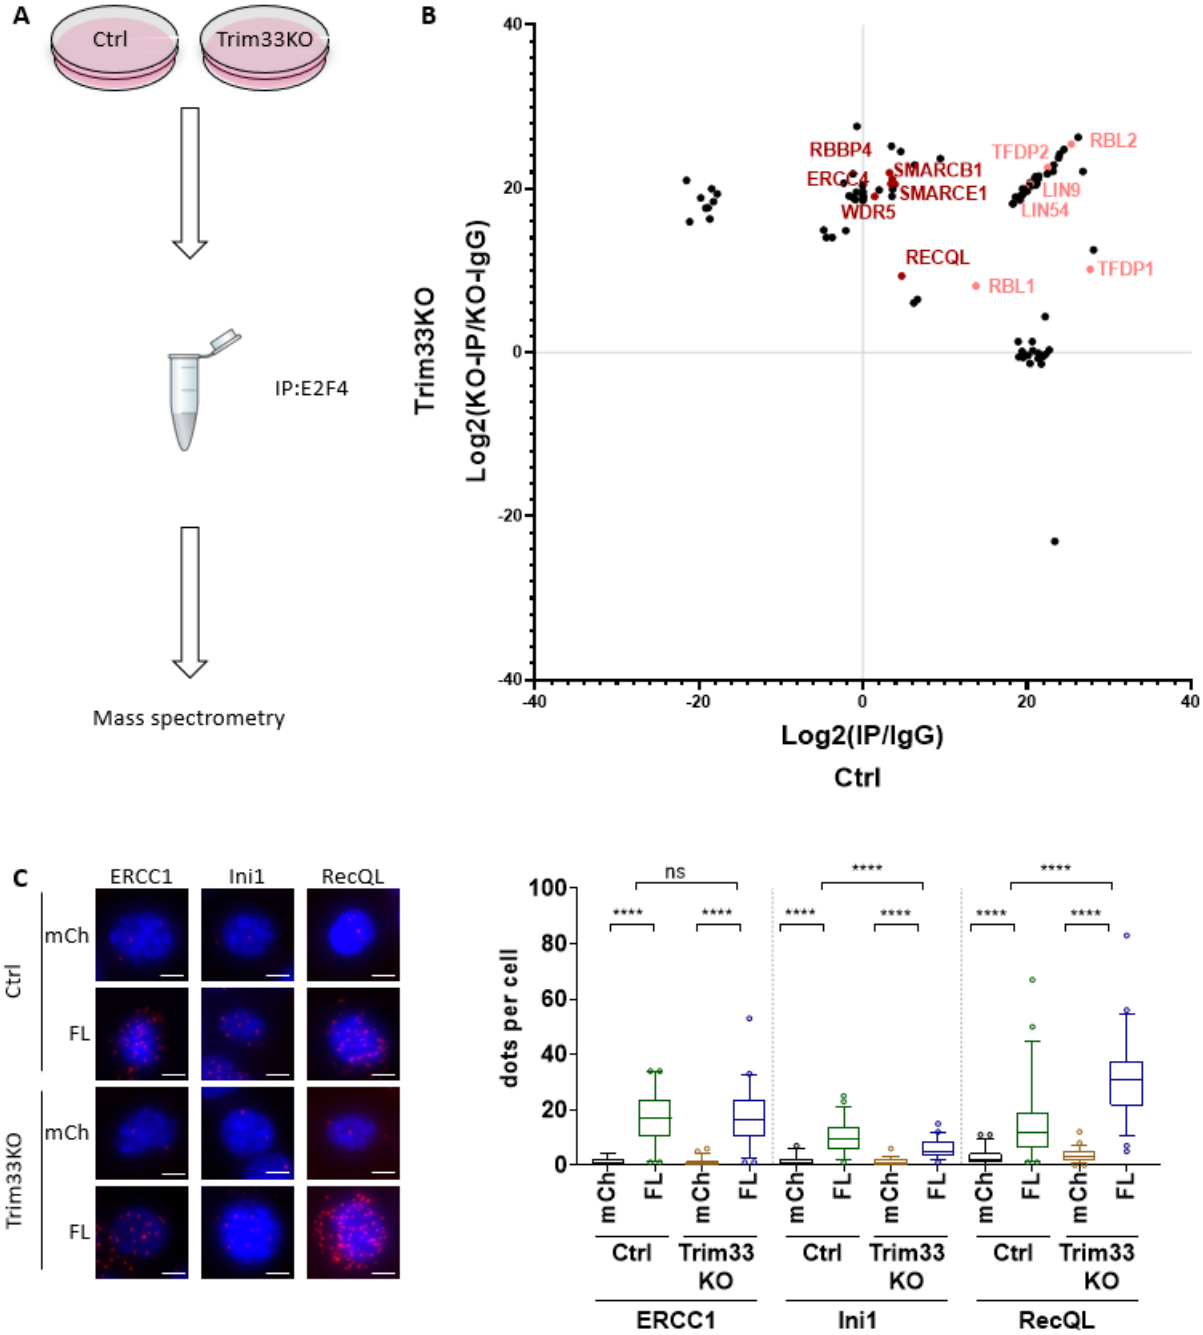 A
Ctrl
Trim33KO
IP:E2F4
Mass spectrometry
B
Trim33KO
Log2(KO-IP/KO-IgG)
40
20
0
-20
-40
-40
-20
0
20
40
Log2(IP/IgG)
Ctrl
RBBP4
ERCC4
SMARCB1
SMARCE1
WDR5
RECQL
TFDP2
RBL2
LIN9
LIN54
TFDP1
RBL1
C
ERCC1
Ini1
RecQL
Ctrl
mCh
FL
Trim33KO
mCh
FL
dots per cell
100
80
60
40
20
0
ns
****
****
****
****
****
****
****
****
mCh
FL
mCh
FL
mCh
FL
mCh
FL
mCh
FL
mCh
FL
Ctrl
Trim33
KO
Ctrl
Trim33
KO
Ctrl
Trim33
KO
ERCC1
Ini1
RecQL